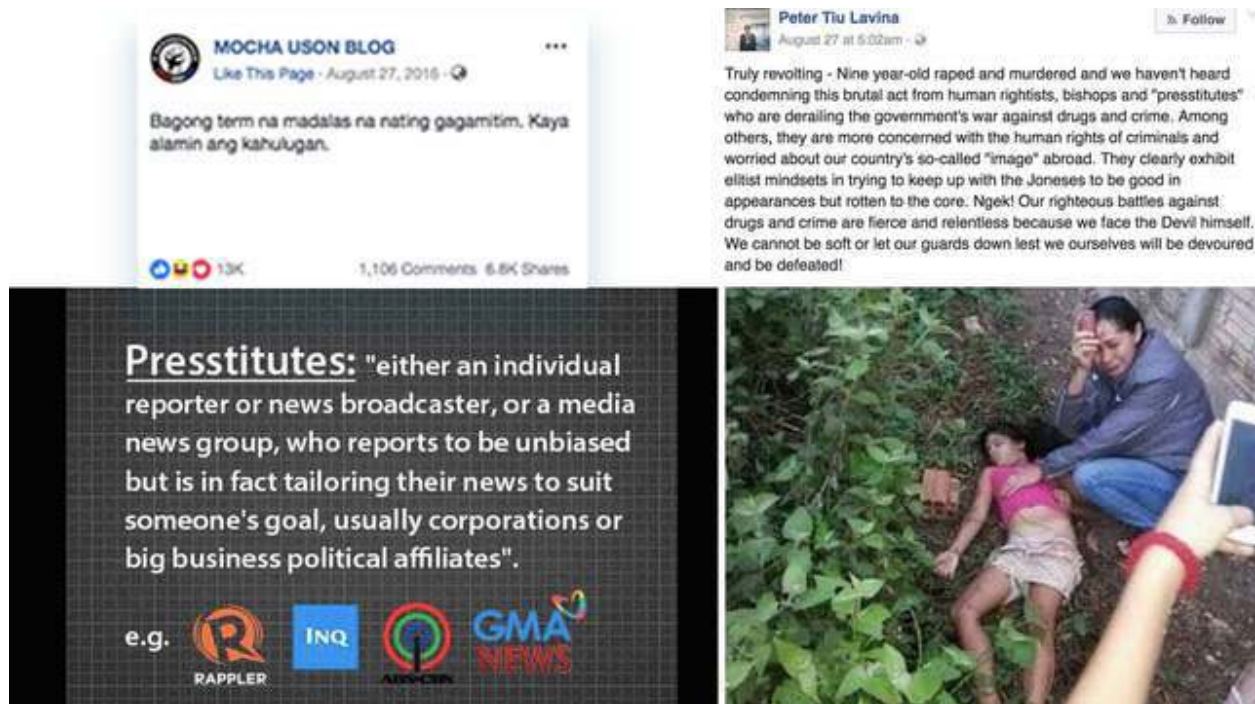 MOCHA USON BLOG
Like This Page · August 27, 2016 ·
Bagong term na madalas na nating gagamitim. Kaya
alamin ang kahulugan.
13K
1,106 Comments 6.6K Shares
Presstitutes: "either an individual
reporter or news broadcaster, or a media
news group, who reports to be unbiased
but is in fact tailoring their news to suit
someone's goal, usually corporations or
big business political affiliates".
e.g.
RAPPLER
INQ
ABS-CBN
GMA
NEWS
Peter Tiu Lavina
Follow
August 27 at 5:02am ·
Truly revolting - Nine year-old raped and murdered and we haven't heard
condemning this brutal act from human rightists, bishops and "presstitutes"
who are derailing the government's war against drugs and crime. Among
others, they are more concerned with the human rights of criminals and
worried about our country's so-called "image" abroad. They clearly exhibit
elitist mindsets in trying to keep up with the Joneses to be good in
appearances but rotten to the core. Ngek! Our righteous battles against
drugs and crime are fierce and relentless because we face the Devil himself.
We cannot be soft or let our guards down lest we ourselves will be devoured
and be defeated!